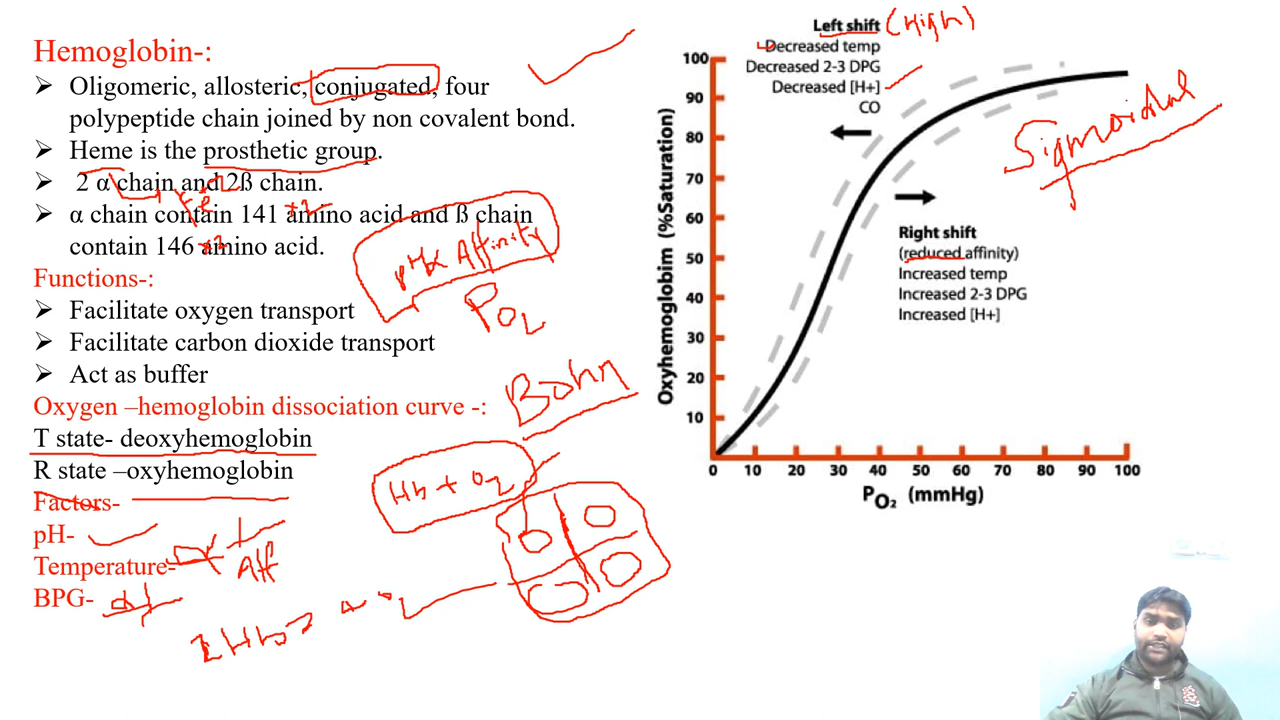 Hemoglobin-:
➢ Oligomeric, allosteric, conjugated, four
polypeptide chain joined by non covalent bond.
➢ Heme is the prosthetic group.
➢ 2 α chain and 2ß chain.
Fe
➢ α chain contain 141 amino acid and ß chain
×2
contain 146 amino acid.
×2
pH α Affinity
PO2
Functions-:
➢ Facilitate oxygen transport
➢ Facilitate carbon dioxide transport
➢ Act as buffer
Bohr
Oxygen –hemoglobin dissociation curve -:
T state- deoxyhemoglobin
R state –oxyhemoglobin
Hb + O2
Factors-
pH-
Temperature-
Aff
BPG-
Left shift (High)
Decreased temp
Decreased 2-3 DPG
Decreased [H+]
CO
Sigmoidal
Right shift
(reduced affinity)
Increased temp
Increased 2-3 DPG
Increased [H+]
Oxyhemoglobim (%Saturation)
100
90
80
70
60
50
40
30
20
10
0 10 20 30 40 50 60 70 80 90 100
PO2 (mmHg)